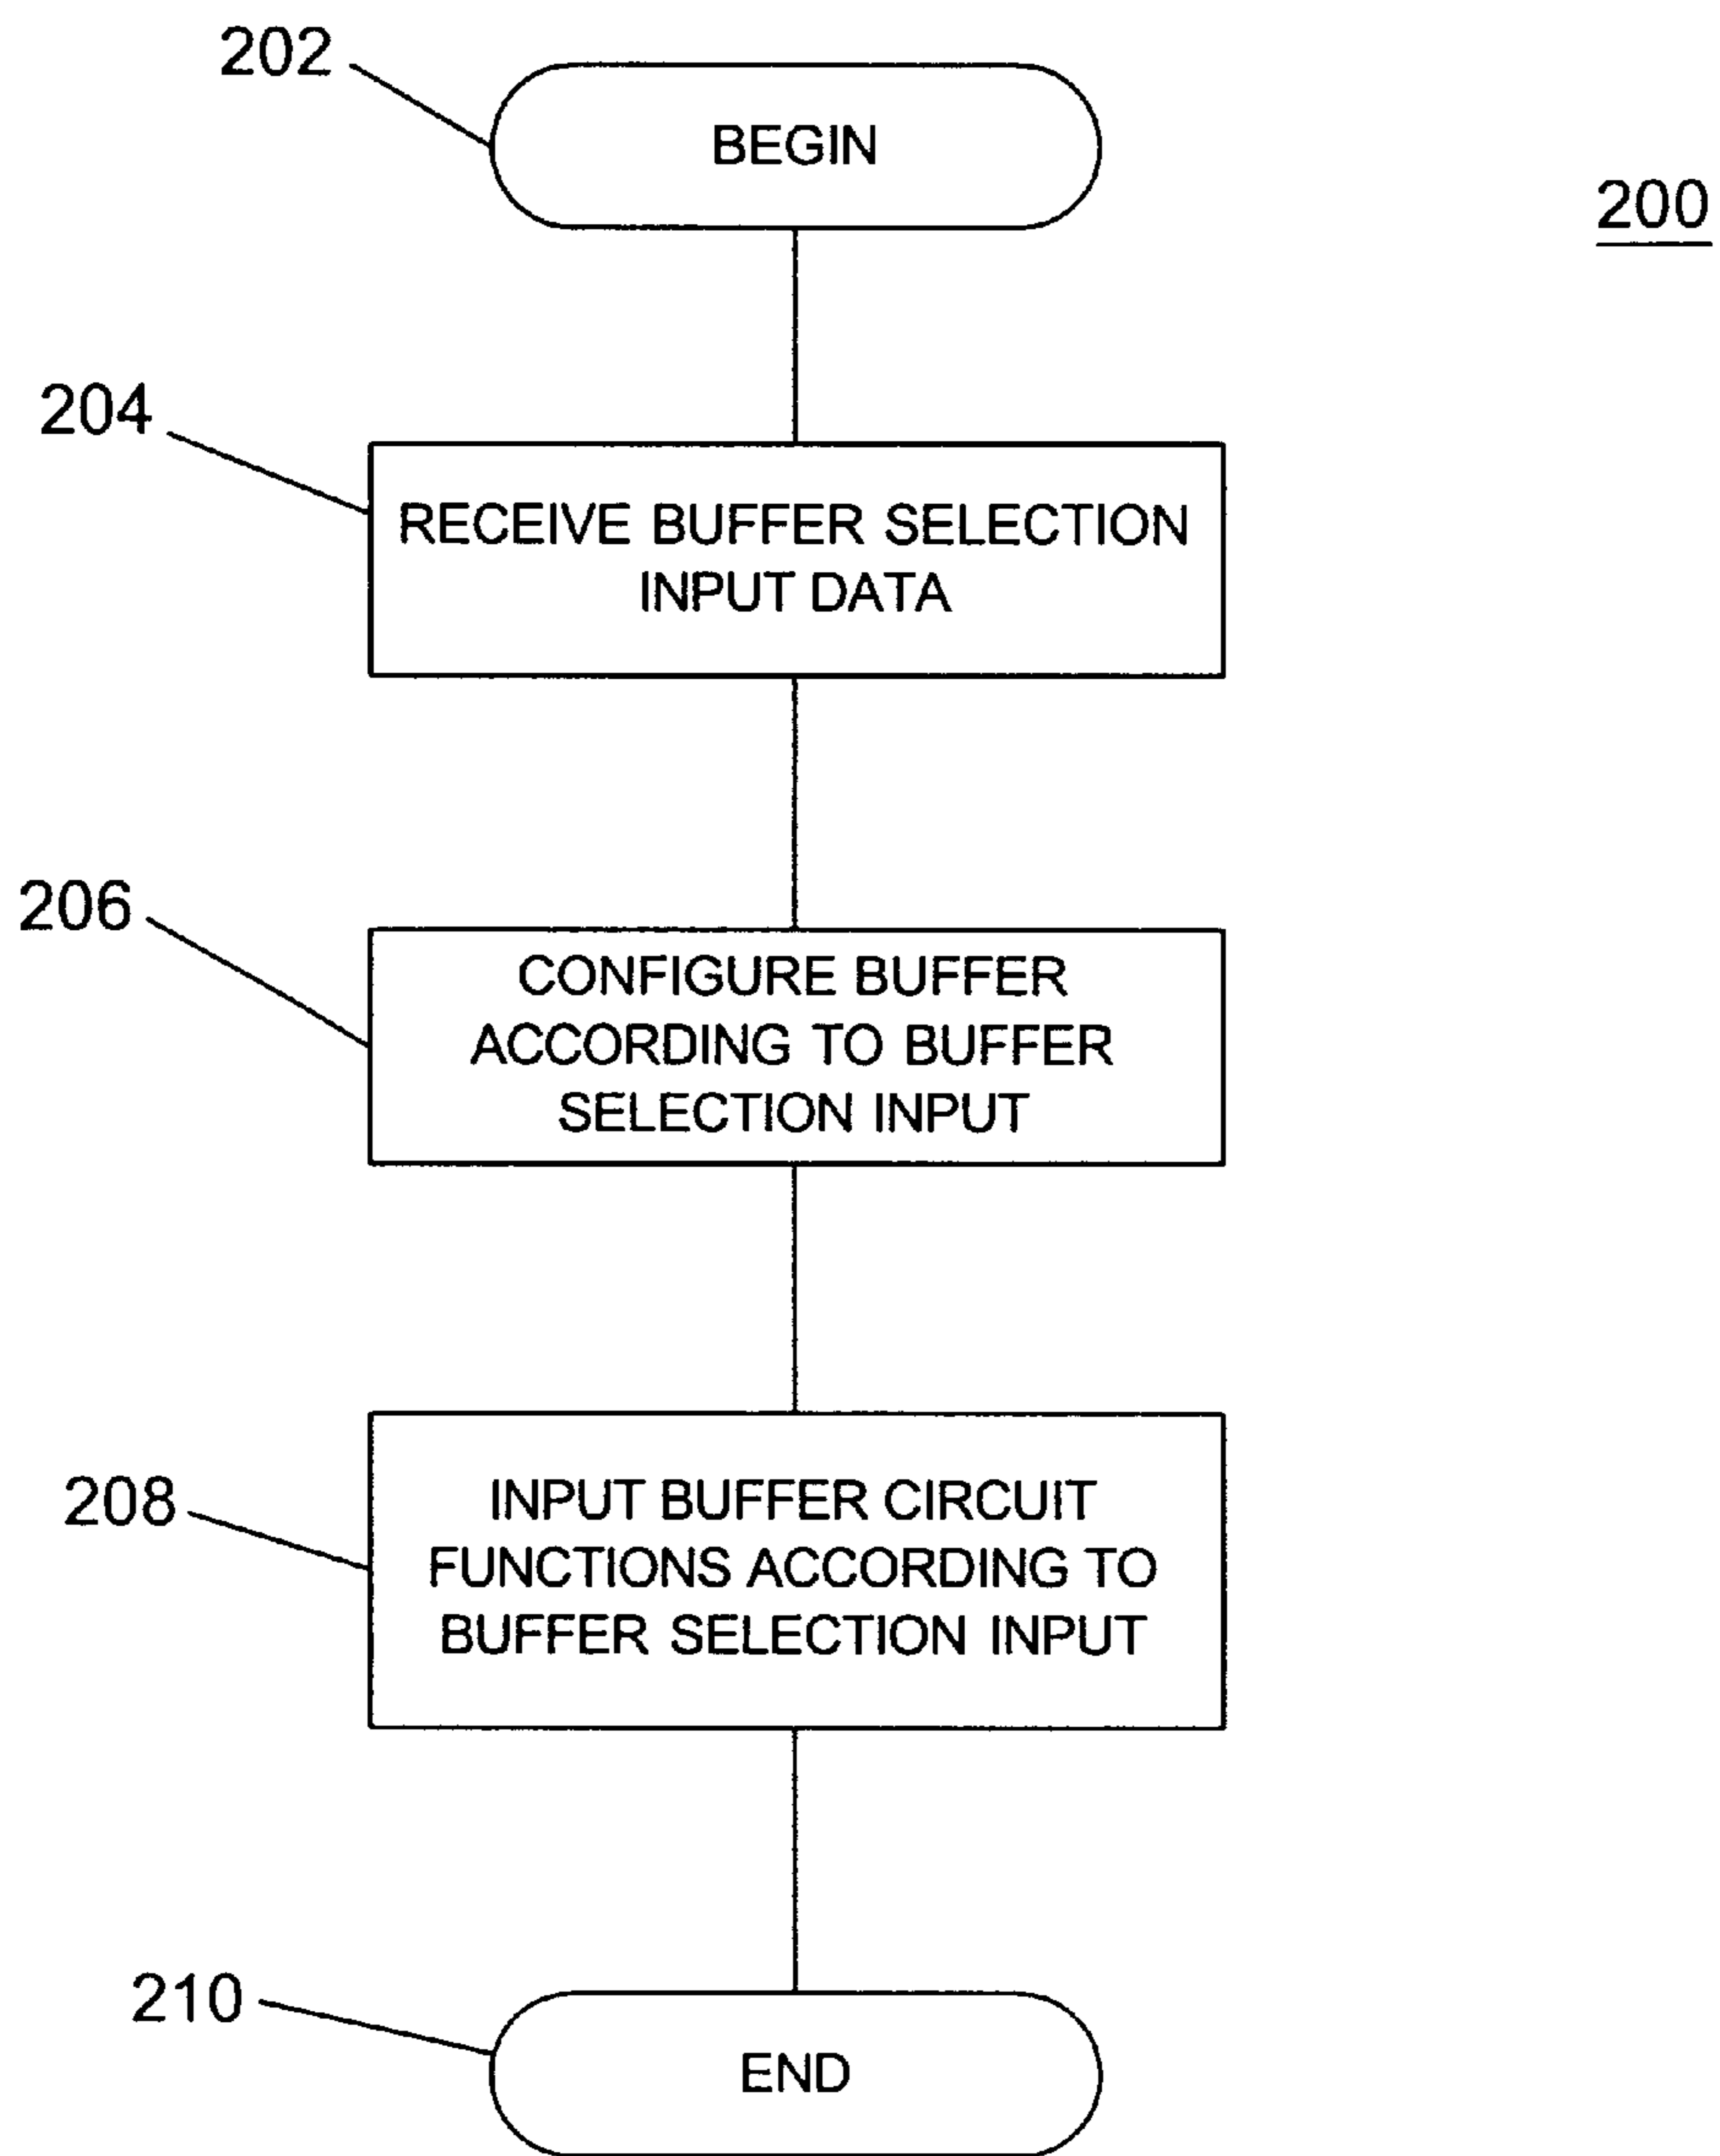 202
BEGIN
200
204
RECEIVE BUFFER SELECTION
INPUT DATA
206
CONFIGURE BUFFER
ACCORDING TO BUFFER
SELECTION INPUT
208
INPUT BUFFER CIRCUIT
FUNCTIONS ACCORDING TO
BUFFER SELECTION INPUT
210
END